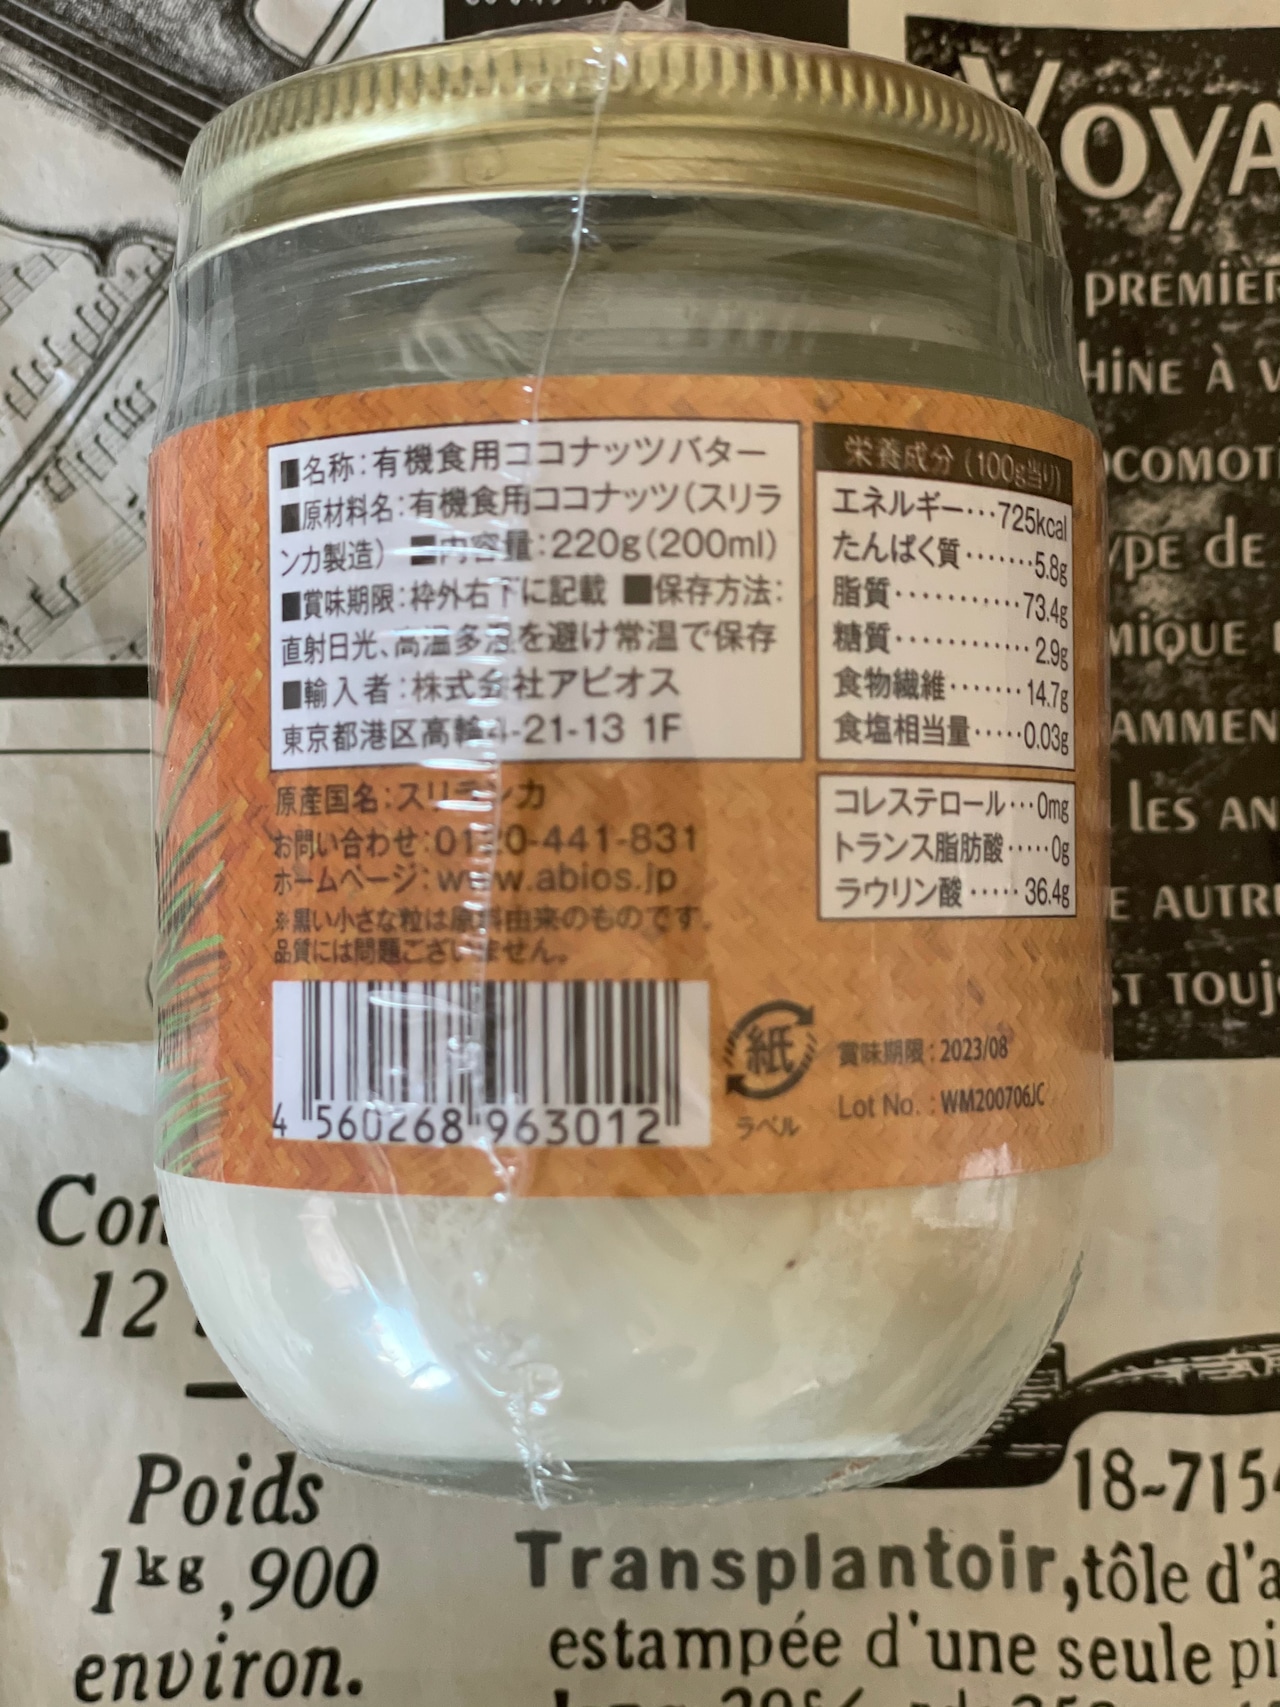 Voya
premièr
hine à v
ocomoti
ype de
mique
ammen
les an
e autre
st touj
■名称：有機食用ココナッツバター
■原材料名：有機食用ココナッツ（スリラ
ンカ製造） ■内容量：220g（200ml）
■賞味期限：枠外右下に記載 ■保存方法：
直射日光、高温多湿を避け常温で保存
■輸入者：株式会社アビオス
東京都港区高輪4-21-13 1F
原産国名：スリランカ
お問い合わせ：0120-441-831
ホームページ：www.abios.jp
※黒い小さな粒は原料由来のものです。
品質には問題ございません。
4 560268 963012
栄養成分（100g当り）
エネルギー…725kcal
たんぱく質……5.8g
脂質…………73.4g
糖質…………2.9g
食物繊維……14.7g
食塩相当量……0.03g
コレステロール…0mg
トランス脂肪酸……0g
ラウリン酸……36.4g
紙
ラベル
賞味期限：2023/08
Lot No. : WM200706JC
Con
12
Poids
1kg,900
environ.
18-7154
Transplantoir, tôle d'a
estampée d'une seule pi